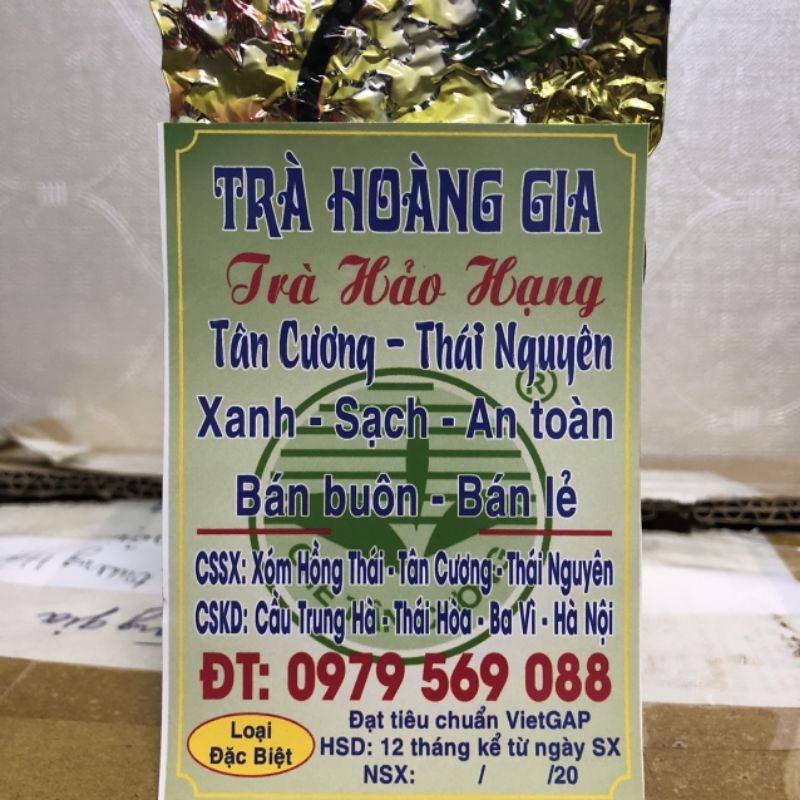 TRÀ HOÀNG GIA
Trà Hảo Hạng
Tân Cương - Thái Nguyên
Xanh - Sạch - An toàn
®
Bán buôn - Bán lẻ
CSSX: Xóm Hồng Thái - Tân Cương - Thái Nguyên
CSKD: Cầu Trung Hà - Thái Hòa - Ba Vì - Hà Nội
ĐT: 0979 569 088
Loại
Đặc Biệt
Đạt tiêu chuẩn VietGAP
HSD: 12 tháng kể từ ngày SX
NSX: / /20